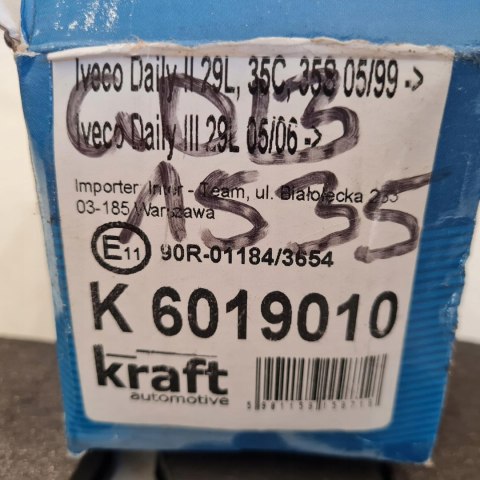 Iveco Daily II 29L, 35C, 35S 05/99 ->
Iveco Daily III 29L 05/06 ->
GDB
1535
Importer Inter - Team, ul. Białołęcka 233
03-185 Warszawa
E11 90R-01184/3654
K 6019010
kraft
automotive